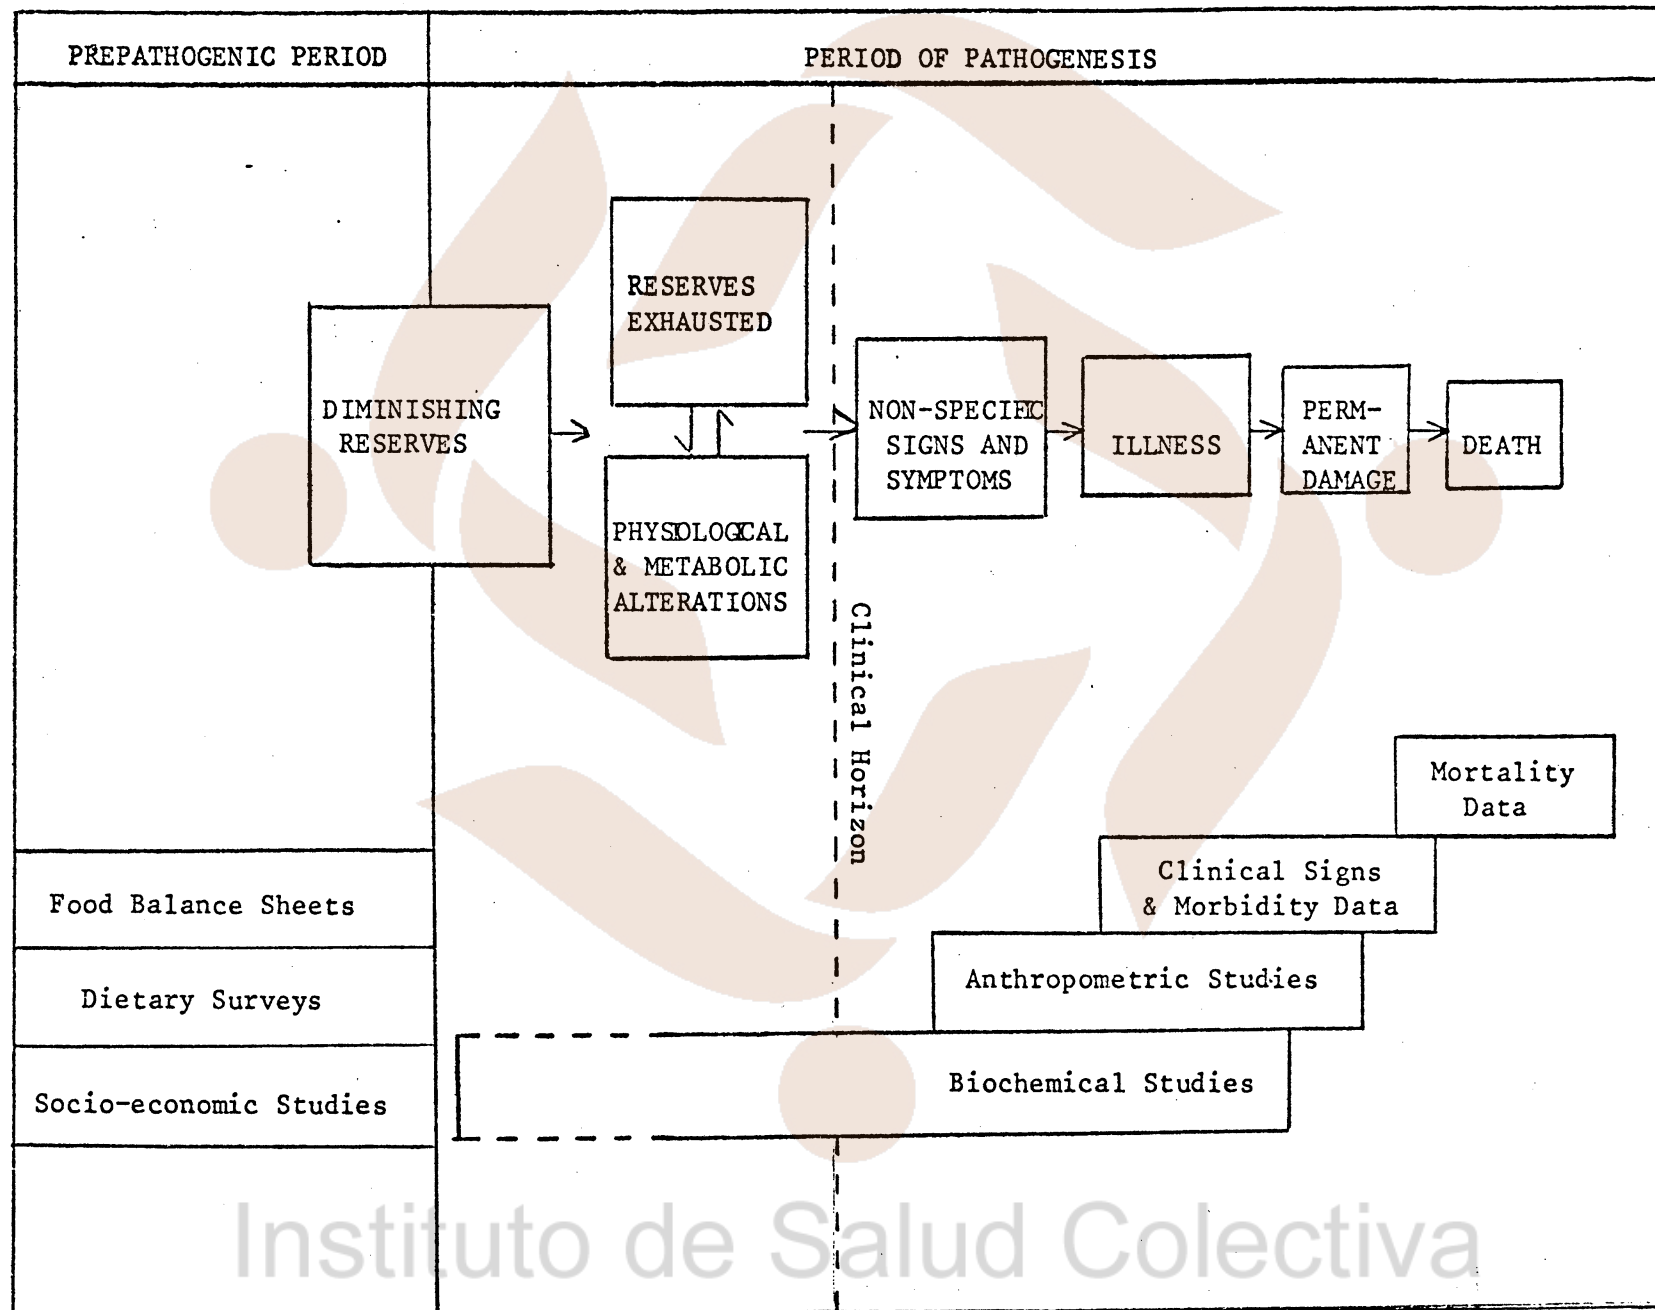 PREPATHOGENIC PERIOD
PERIOD OF PATHOGENESIS
RESERVES
EXHAUSTED
DIMINISHING
RESERVES
NON-SPECIFIC
SIGNS AND
SYMPTOMS
ILLNESS
PERM-
ANENT
DAMAGE
DEATH
PHYSIOLOGICAL
& METABOLIC
ALTERATIONS
Clinical Horizon
Mortality
Data
Clinical Signs
& Morbidity Data
Food Balance Sheets
Anthropometric Studies
Dietary Surveys
Biochemical Studies
Socio-economic Studies
Instituto de Salud Colectiva